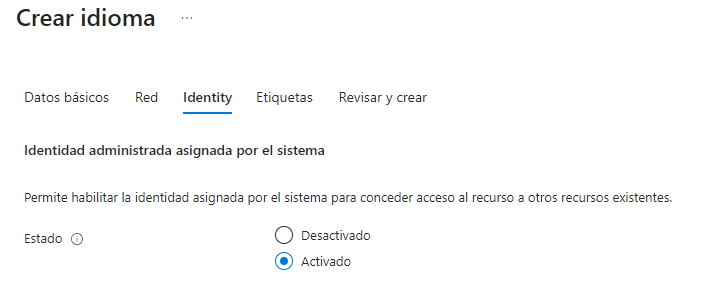 Crear idioma ...
Datos básicos Red Identity Etiquetas Revisar y crear
Identidad administrada asignada por el sistema
Permite habilitar la identidad asignada por el sistema para conceder acceso al recurso a otros recursos existentes.
Estado Desactivado
Activado